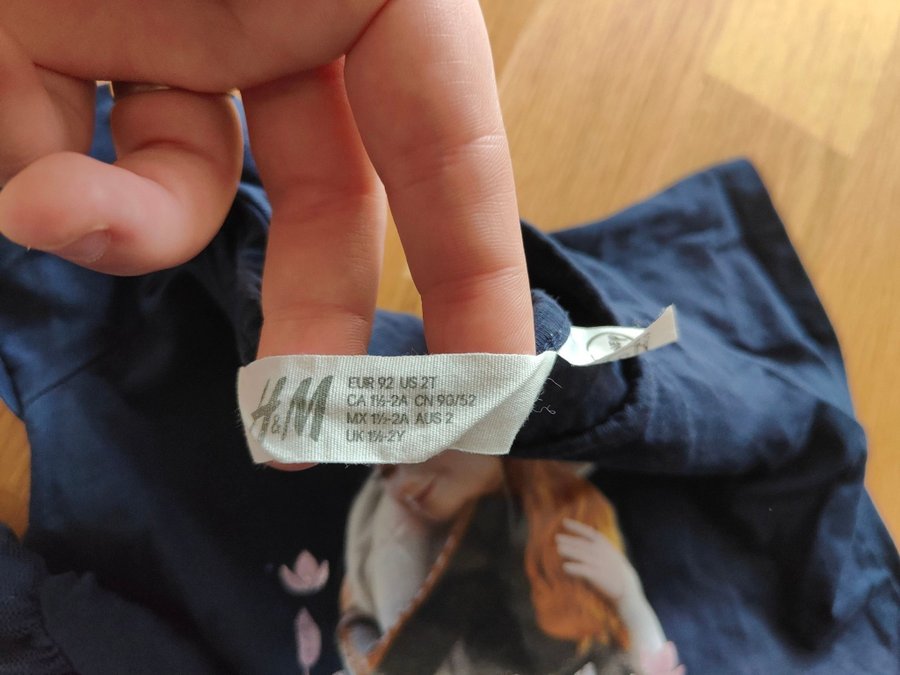 H&M
EUR 92 US 2T
CA 1½-2A CN 90/52
MX 1½-2A AUS 2
UK 1½-2Y